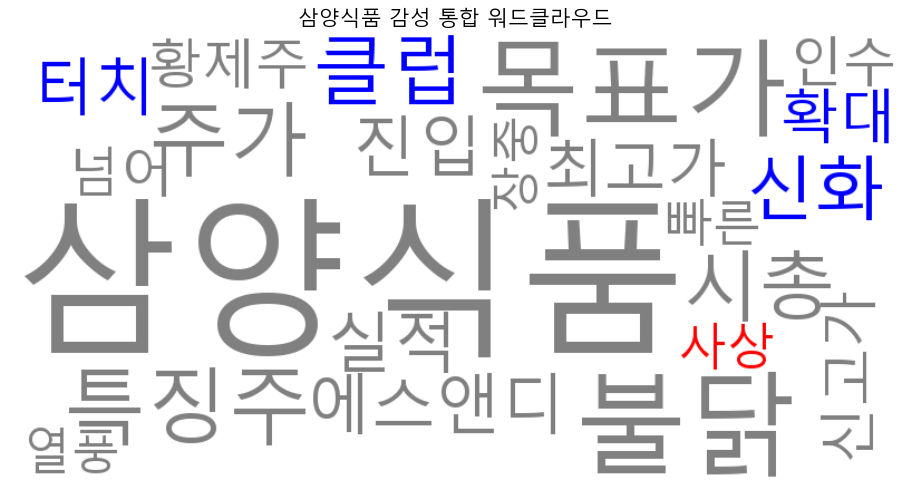 삼양식품 감성 통합 워드클라우드
터치
황제주
클럽
목표가
인수
확대
주가
진입
장중
최고가
넘어
신화
빠른
삼양식품
시총
신고가
실적
사상
특징주
에스앤디
불닭
열풍